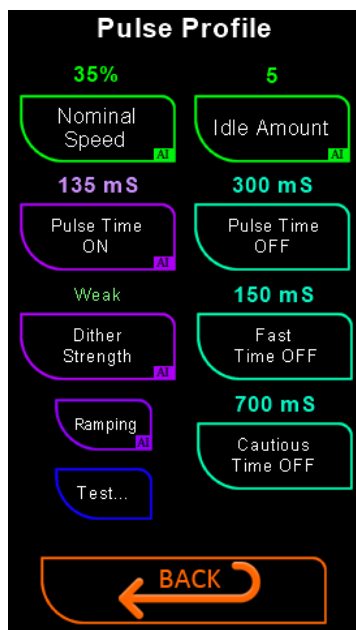 Pulse Profile
35%
Nominal
Speed
AI
5
Idle Amount
AI
135 mS
Pulse Time
ON
AI
300 mS
Pulse Time
OFF
Weak
Dither
Strength
AI
150 mS
Fast
Time OFF
Ramping
AI
700 mS
Cautious
Time OFF
Test...
BACK